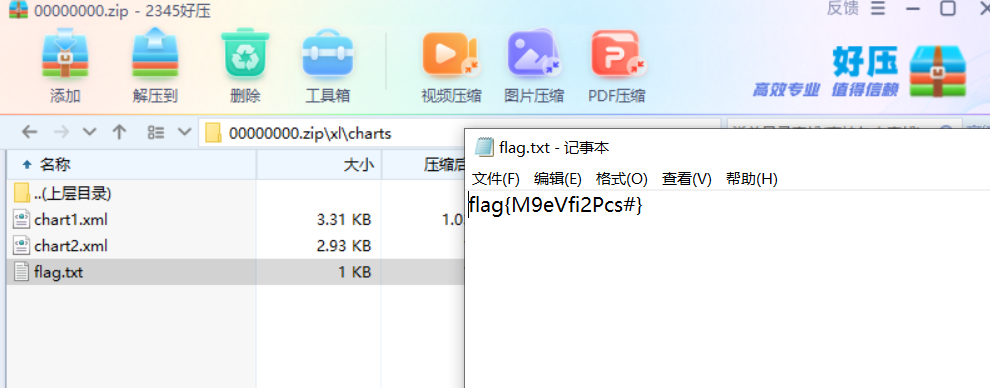 00000000.zip - 2345好压
反馈
添加 解压到 删除 工具箱 视频压缩 图片压缩 PDF压缩
好压
高效专业 值得信赖
00000000.zip\xl\charts
名称 大小 压缩后
..(上层目录)
chart1.xml 3.31 KB 1.0
chart2.xml 2.93 KB
flag.txt 1 KB
flag.txt - 记事本
文件(F) 编辑(E) 格式(O) 查看(V) 帮助(H)
flag{M9eVfi2Pcs#}